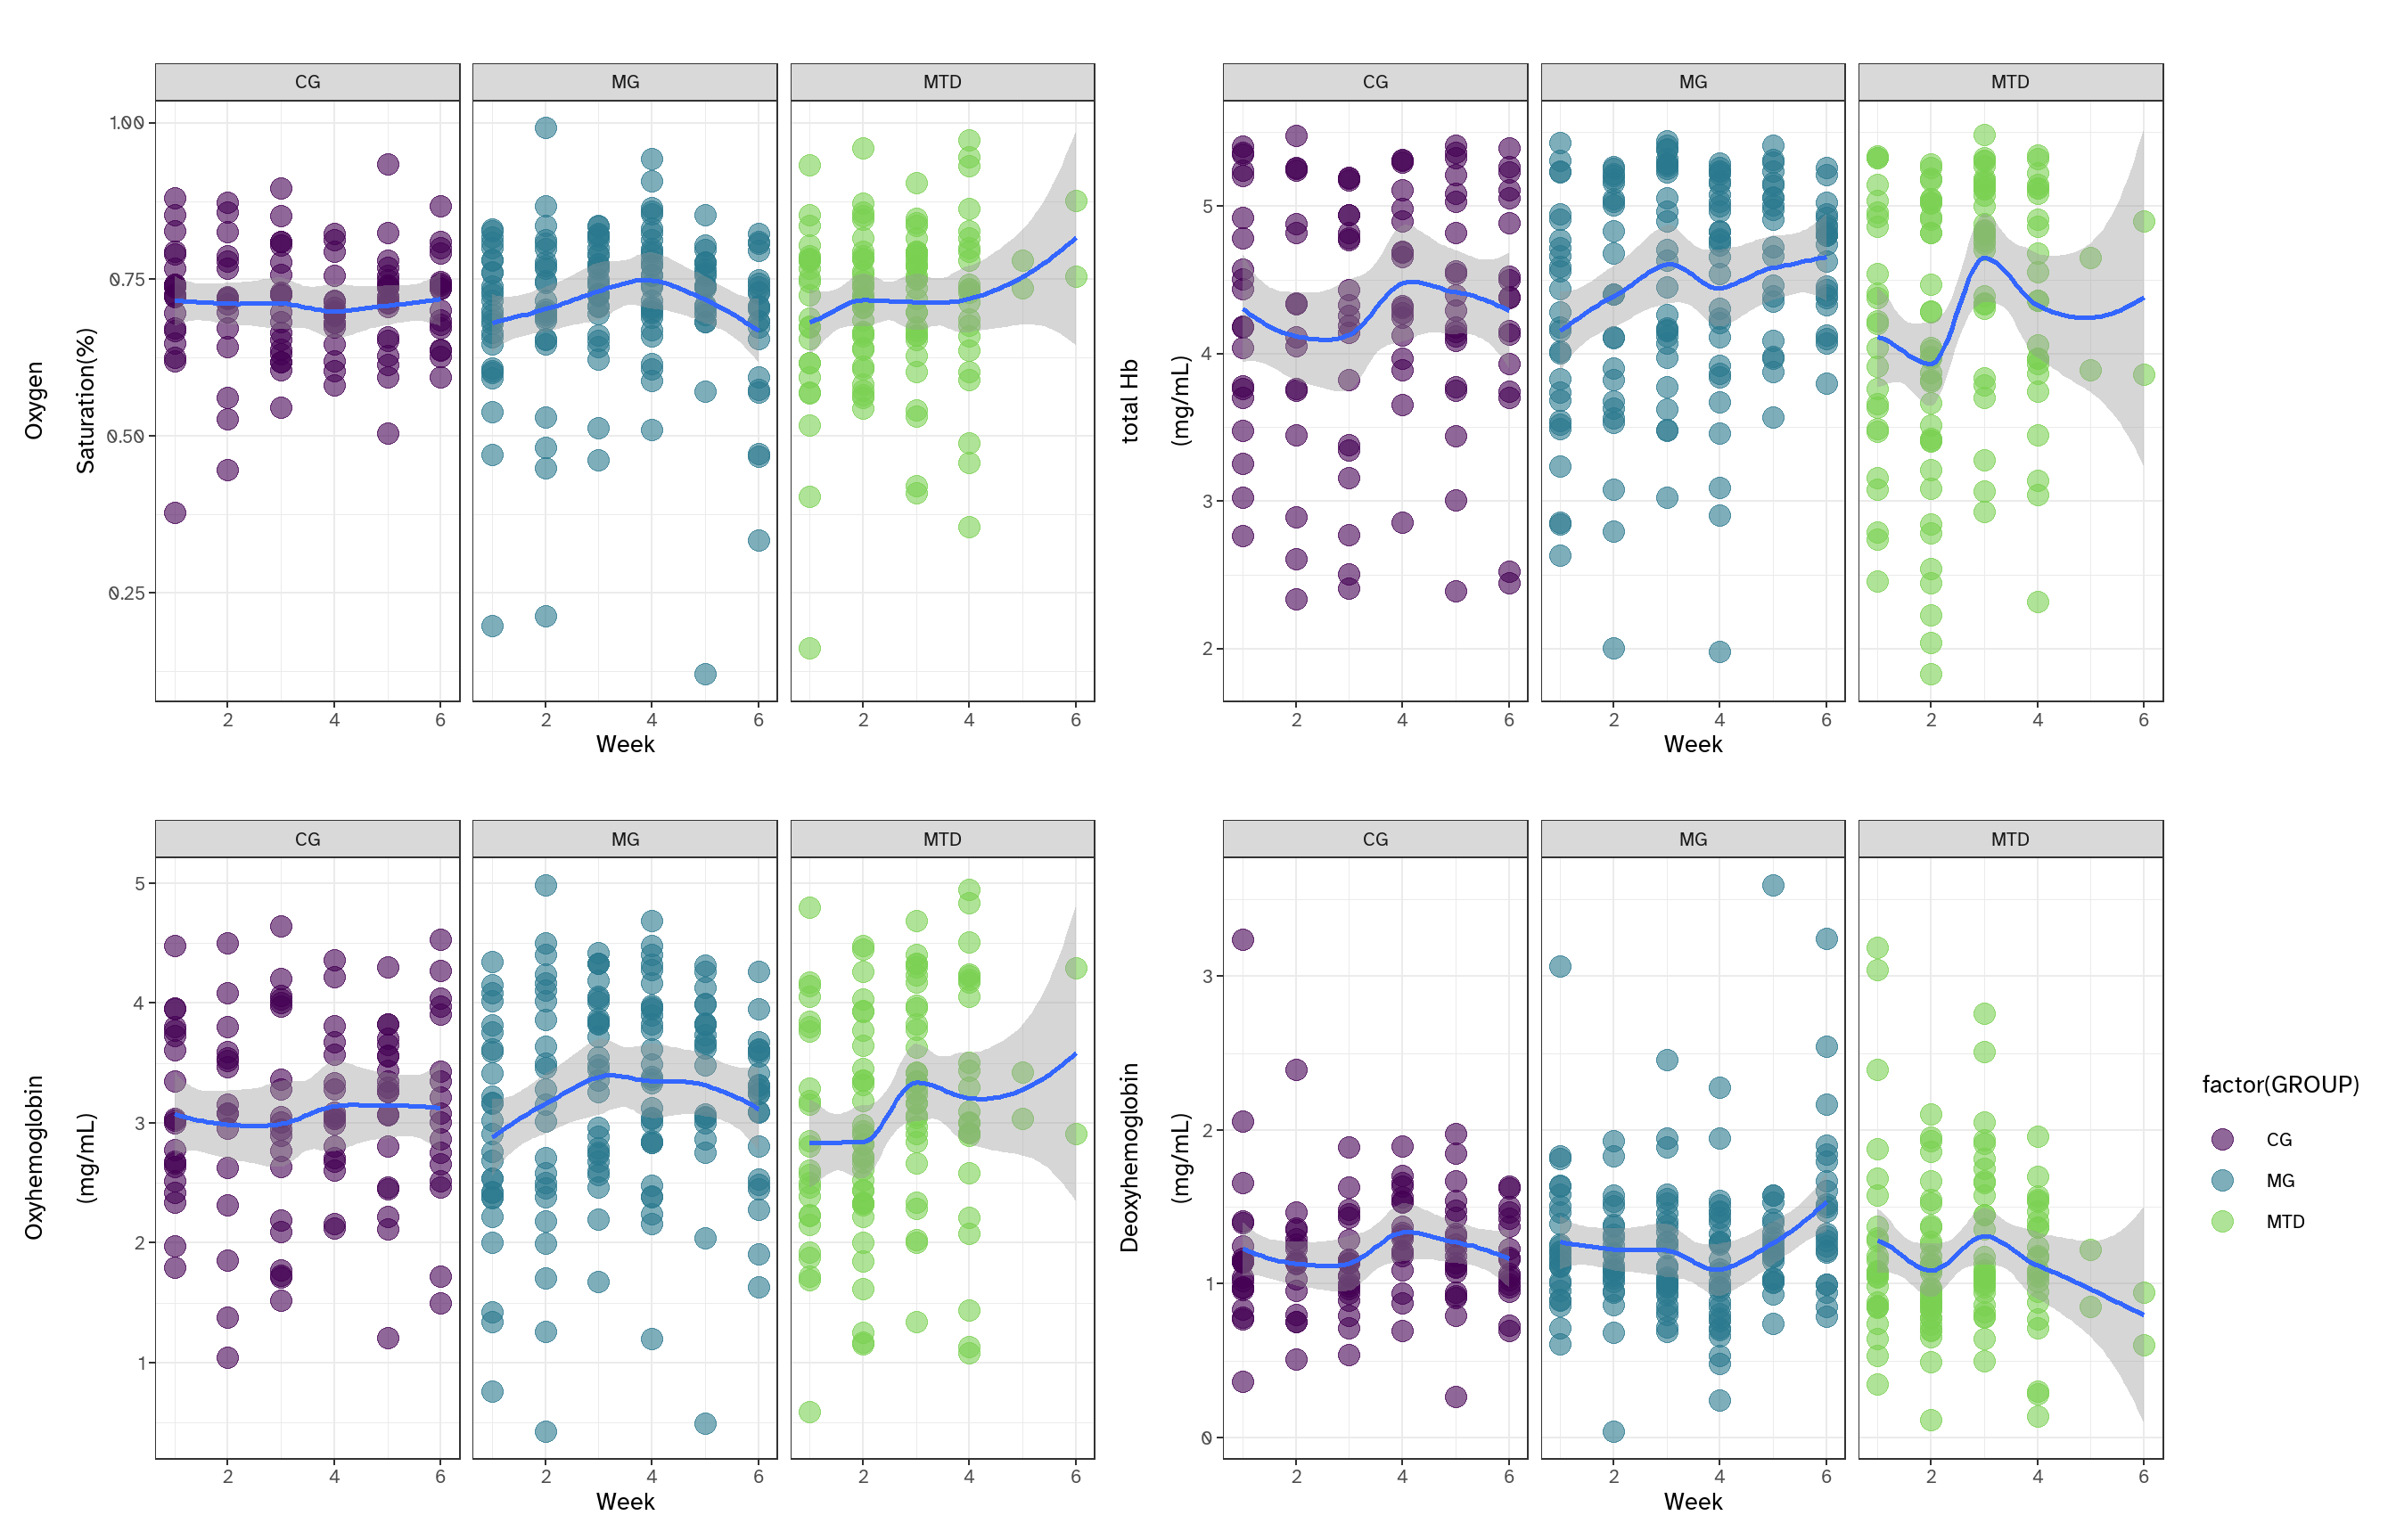 CG MG MTD
Oxygen
Saturation(%)
1.00
0.75
0.50
0.25
2 4 6 2 4 6 2 4 6
Week
CG MG MTD
total Hb
(mg/mL)
5
4
3
2
2 4 6 2 4 6 2 4 6
Week
CG MG MTD
Oxyhemoglobin
(mg/mL)
5
4
3
2
1
2 4 6 2 4 6 2 4 6
Week
CG MG MTD
Deoxyhemoglobin
(mg/mL)
3
2
1
0
2 4 6 2 4 6 2 4 6
Week
factor(GROUP)
CG
MG
MTD